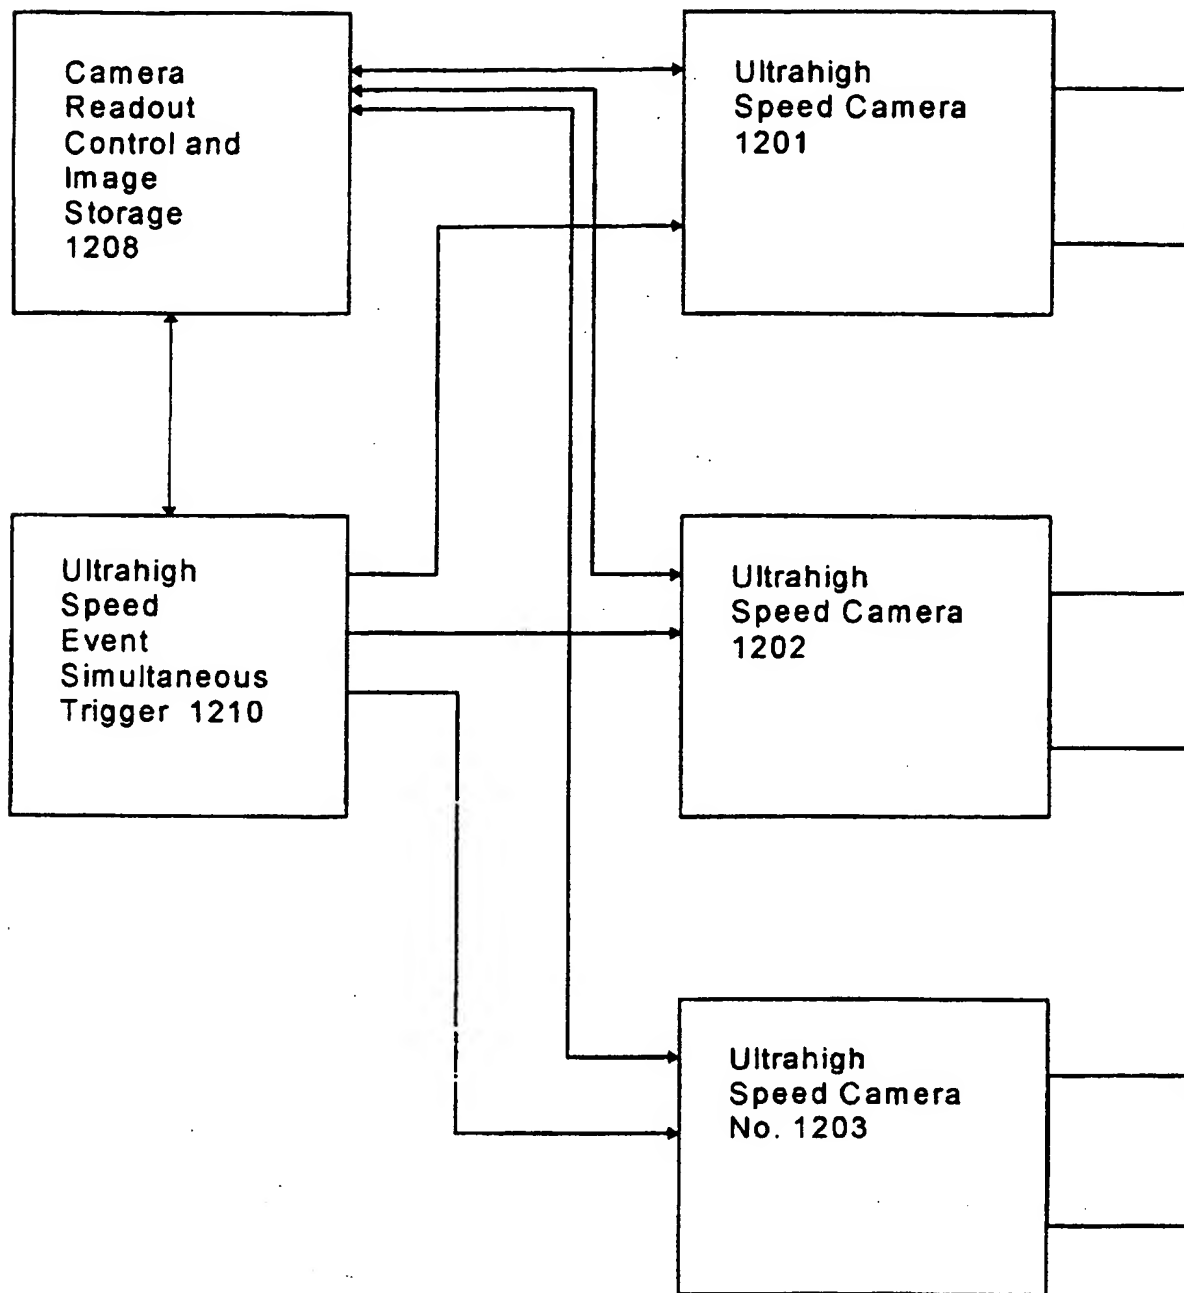 Camera
Readout
Control and
Image
Storage
1208
Ultrahigh
Speed Camera
1201
Ultrahigh
Speed
Event
Simultaneous
Trigger 1210
Ultrahigh
Speed Camera
1202
Ultrahigh
Speed Camera
No. 1203